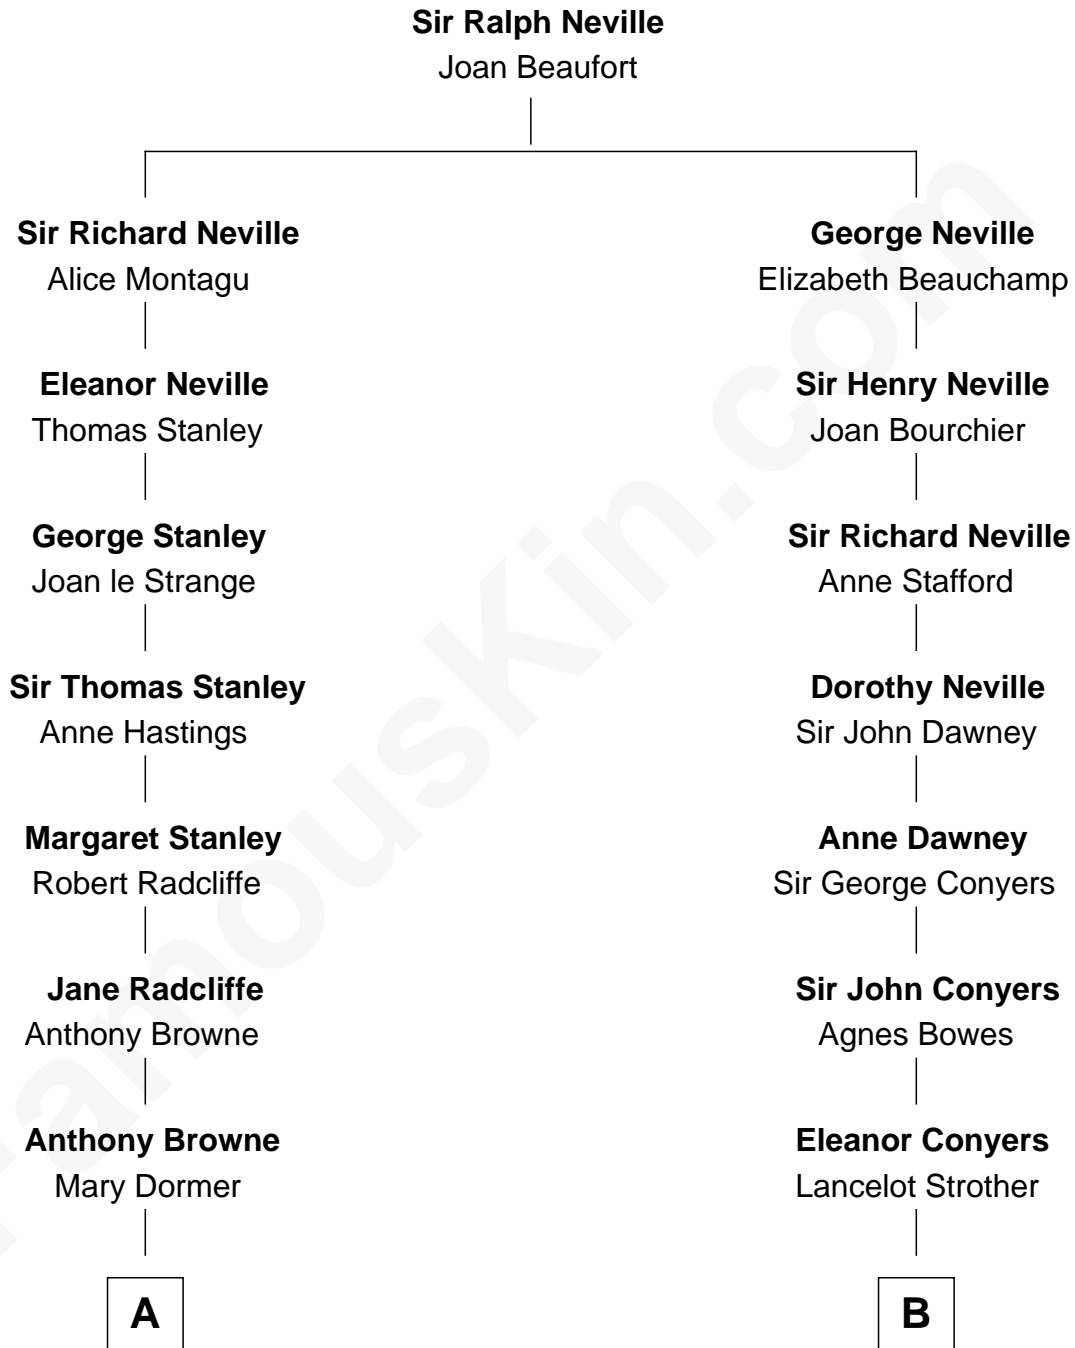 Sir Ralph Neville
Joan Beaufort
Sir Richard Neville
Alice Montagu
Eleanor Neville
Thomas Stanley
George Stanley
Joan le Strange
Sir Thomas Stanley
Anne Hastings
Margaret Stanley
Robert Radcliffe
Jane Radcliffe
Anthony Browne
Anthony Browne
Mary Dormer
A
George Neville
Elizabeth Beauchamp
Sir Henry Neville
Joan Bourchier
Sir Richard Neville
Anne Stafford
Dorothy Neville
Sir John Dawney
Anne Dawney
Sir George Conyers
Sir John Conyers
Agnes Bowes
Eleanor Conyers
Lancelot Strother
B
FamousKin.com